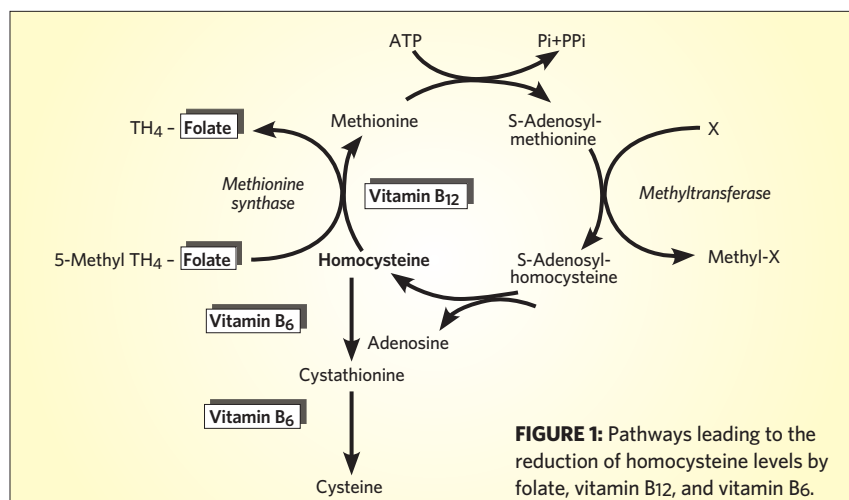 ATP
Pi+PPi
Methionine
S-Adenosyl-
methionine
TH4 – Folate
X
Methionine
synthase
Vitamin B12
Methyltransferase
5-Methyl TH4 – Folate
Homocysteine
S-Adenosyl-
homocysteine
Methyl-X
Vitamin B6
Adenosine
Cystathionine
Vitamin B6
Cysteine
FIGURE 1: Pathways leading to the
reduction of homocysteine levels by
folate, vitamin B12, and vitamin B6.